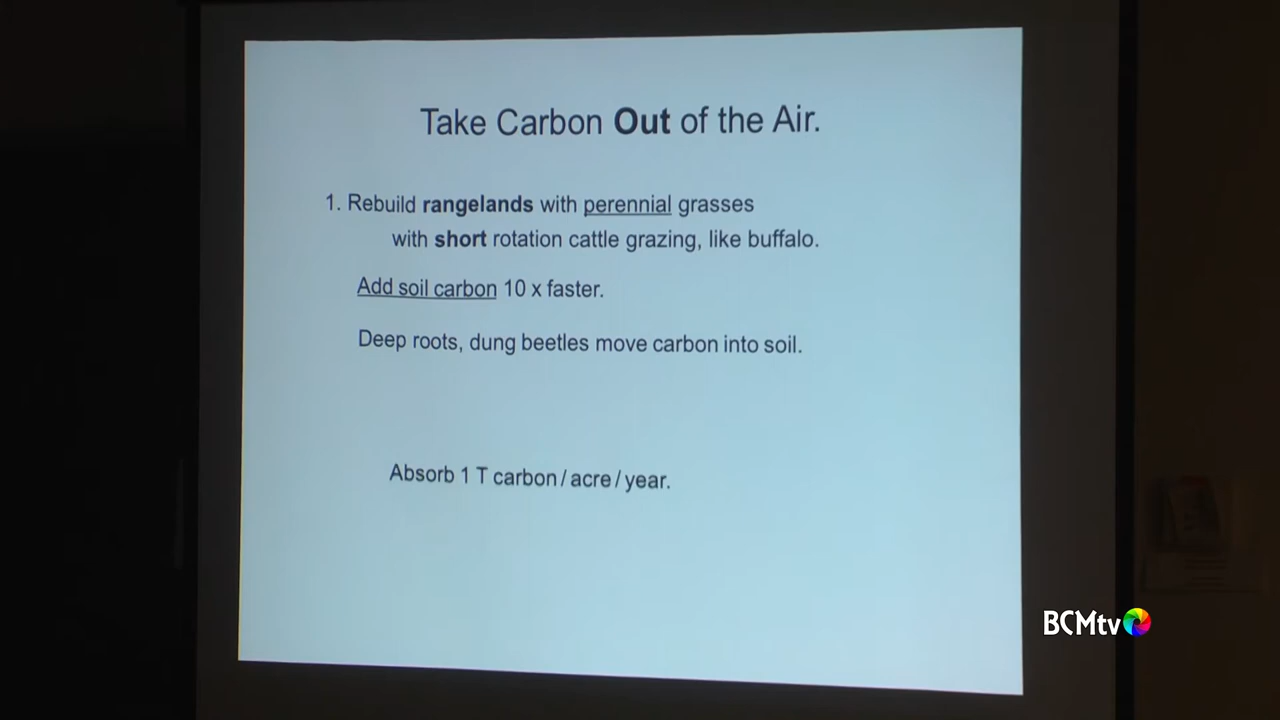 Take Carbon Out of the Air.
1. Rebuild rangelands with perennial grasses
with short rotation cattle grazing, like buffalo.
Add soil carbon 10 x faster.
Deep roots, dung beetles move carbon into soil.
Absorb 1 T carbon / acre / year.
BCMtv